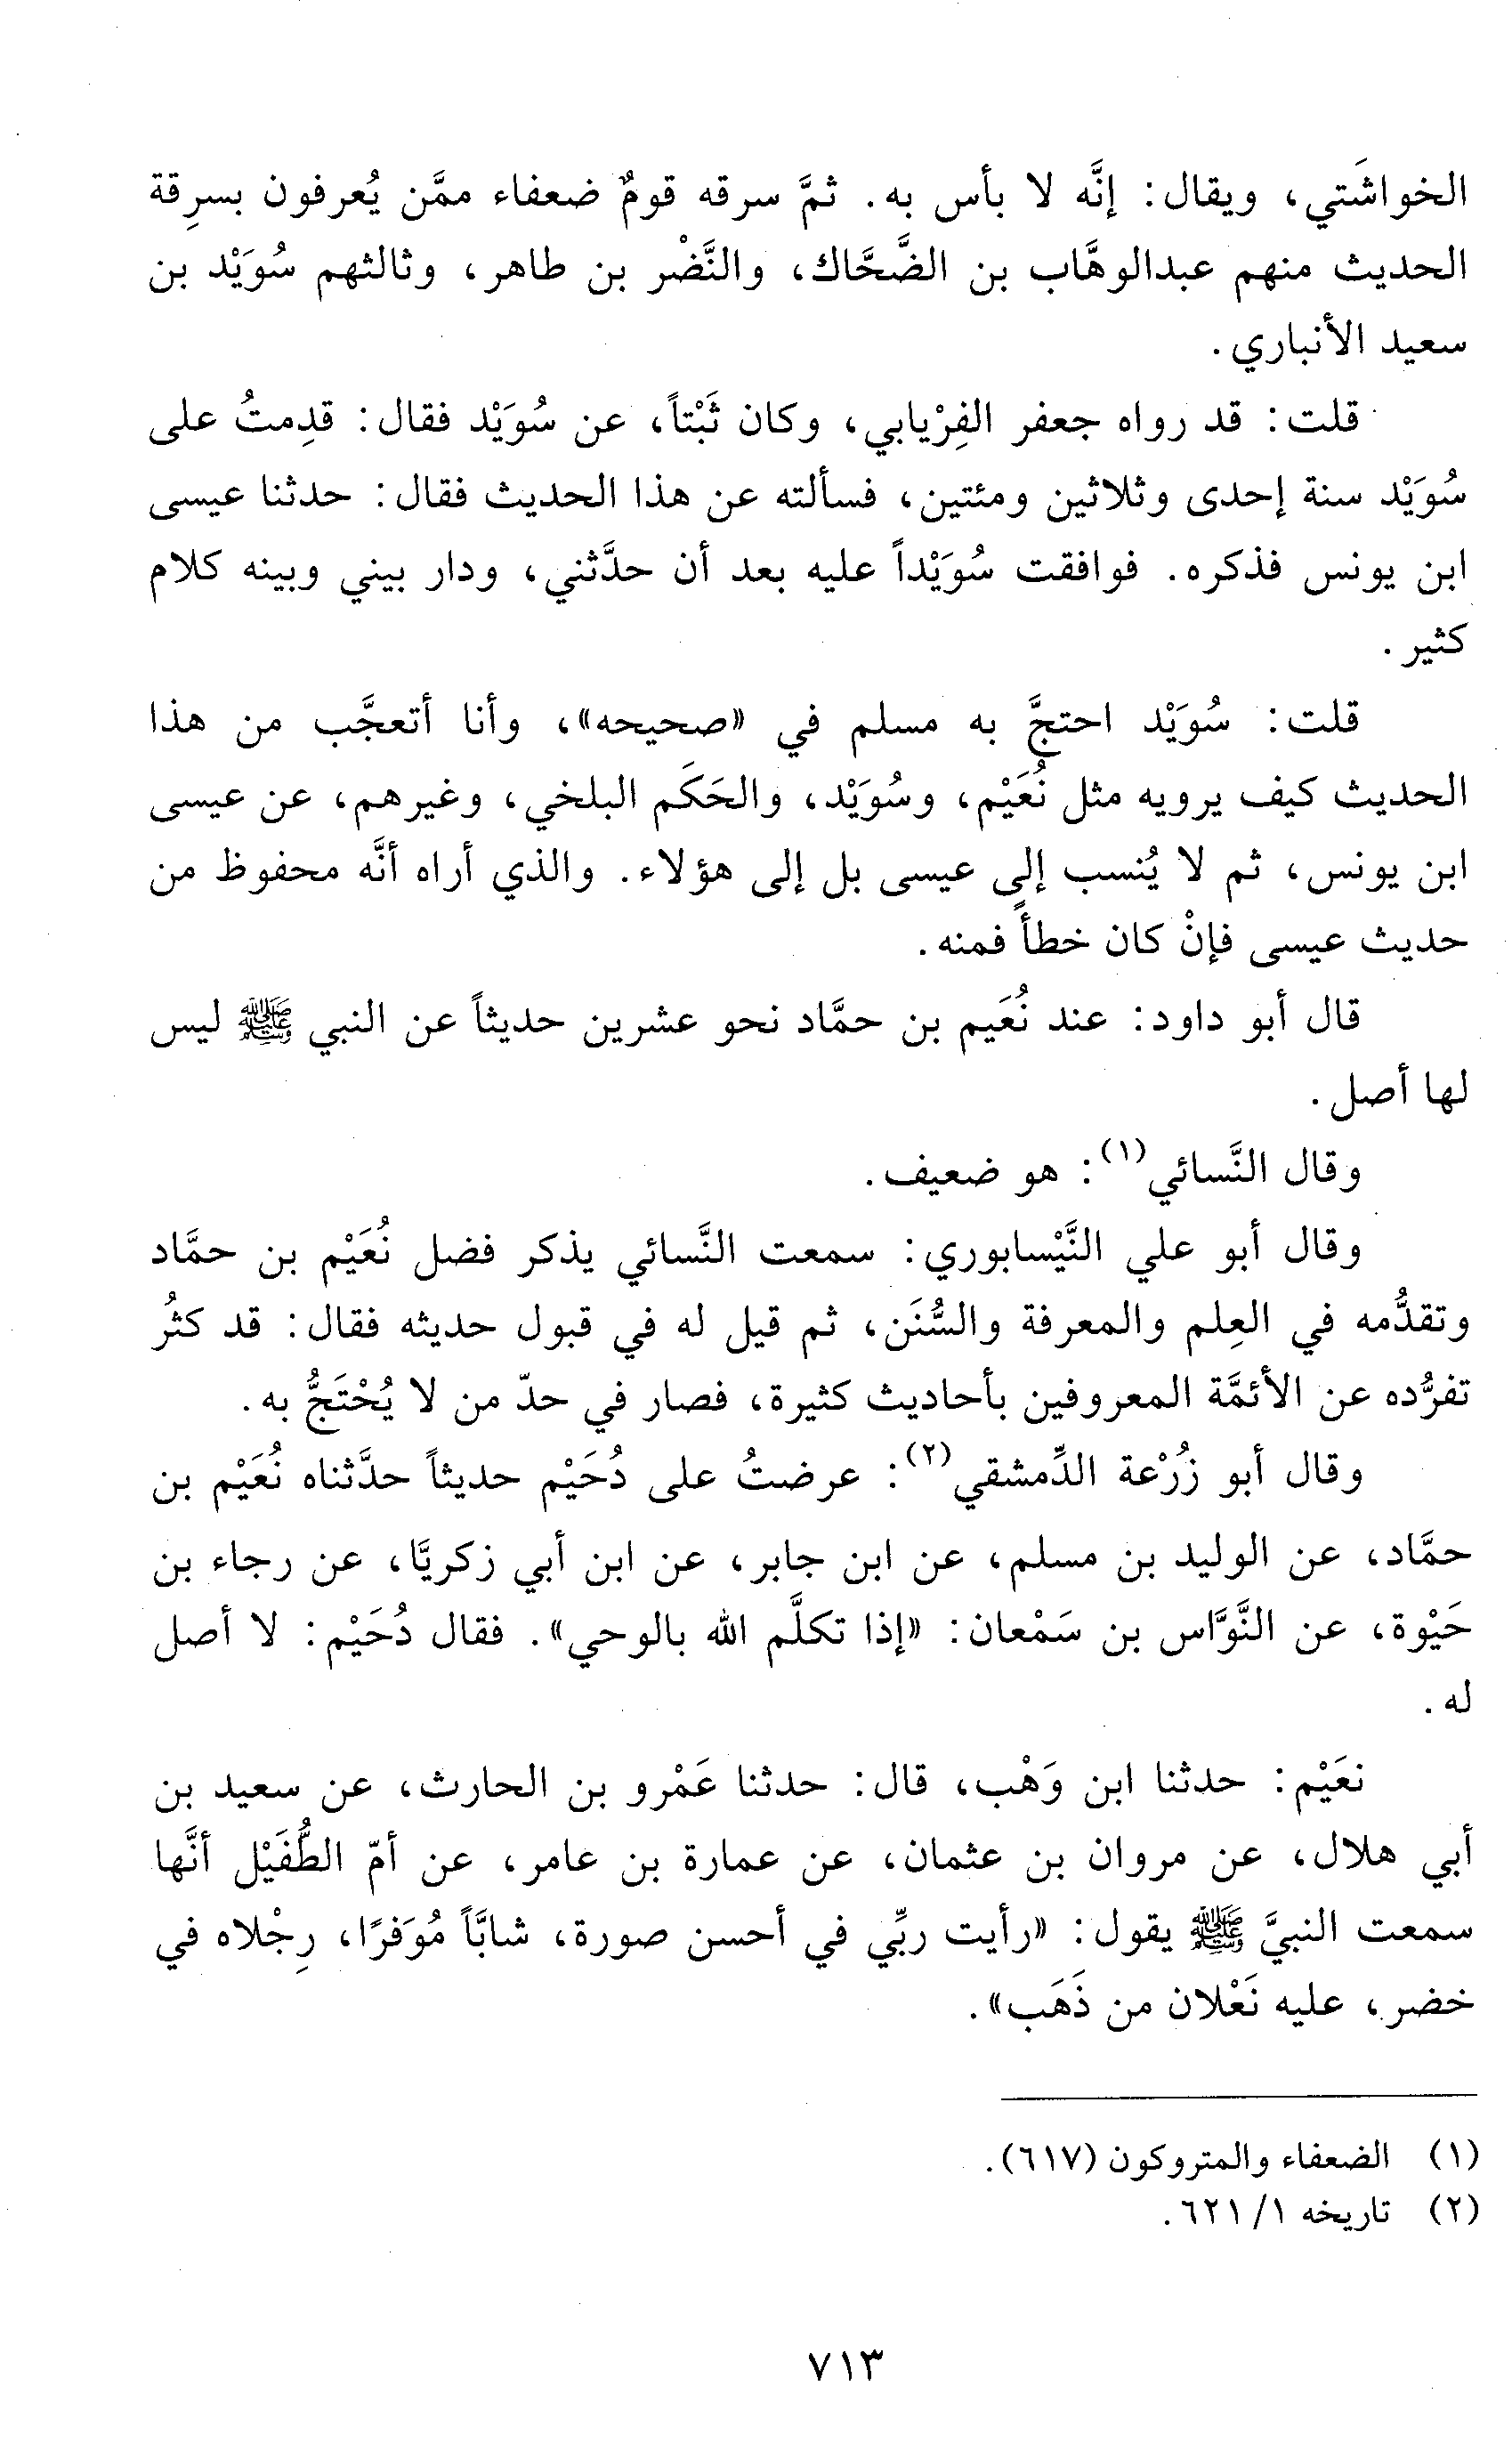 الخواشَتي، ويقال: إنَّه لا بأس به. ثمَّ سرقه قومٌ ضعفاء ممَّن يُعرفون بسرِقة
الحديث منهم عبدالوهَّاب بن الضَّحَّاك، والنَّضْر بن طاهر، وثالثهم سُوَيْد بن
سعيد الأنباري.
قلت: قد رواه جعفر الفِرْيابي، وكان ثَبْتاً، عن سُوَيْد فقال: قدِمتُ على
سُوَيْد سنة إحدى وثلاثين ومئتين، فسألته عن هذا الحديث فقال: حدثنا عيسى
ابن يونس فذكره. فوافقت سُوَيْداً عليه بعد أن حدَّثني، ودار بيني وبينه كلام
كثير.
قلت: سُوَيْد احتجَّ به مسلم في «صحيحه»، وأنا أتعجَّب من هذا
الحديث كيف يرويه مثل نُعَيْم، وسُوَيْد، والحَكَم البلخي، وغيرهم، عن عيسى
ابن يونس، ثم لا يُنسب إلى عيسى بل إلى هؤلاء. والذي أراه أنَّه محفوظ من
حديث عيسى فإنْ كان خطأً فمنه.
قال أبو داود: عند نُعَيم بن حمَّاد نحو عشرين حديثاً عن النبي ﷺ ليس
لها أصل.
وقال النَّسائي(١): هو ضعيف.
وقال أبو علي النَّيْسابوري: سمعت النَّسائي يذكر فضل نُعَيْم بن حمَّاد
وتقدُّمه في العِلم والمعرفة والسُّنَن، ثم قيل له في قبول حديثه فقال: قد كثُر
تفرُّده عن الأئمَّة المعروفين بأحاديث كثيرة، فصار في حدّ من لا يُحْتَجُّ به.
وقال أبو زُرْعة الدِّمشقي(٢): عرضتُ على دُحَيْم حديثاً حدَّثناه نُعَيْم بن
حمَّاد، عن الوليد بن مسلم، عن ابن جابر، عن ابن أبي زكريَّا، عن رجاء بن
حَيْوة، عن النَّوَّاس بن سَمْعان: «إذا تكلَّم الله بالوحي». فقال دُحَيْم: لا أصل
له.
نعَيْم: حدثنا ابن وَهْب، قال: حدثنا عَمْرو بن الحارث، عن سعيد بن
أبي هلال، عن مروان بن عثمان، عن عمارة بن عامر، عن أمّ الطُّفَيْل أنَّها
سمعت النبيَّ ﷺ يقول: «رأيت ربِّي في أحسن صورة، شابَّاً مُوَفرًا، رِجْلاه في
خضر، عليه نَعْلان من ذَهَب».
(١) الضعفاء والمتروكون (٦١٧).
(٢) تاريخه ١/ ٦٢١.
٧١٣